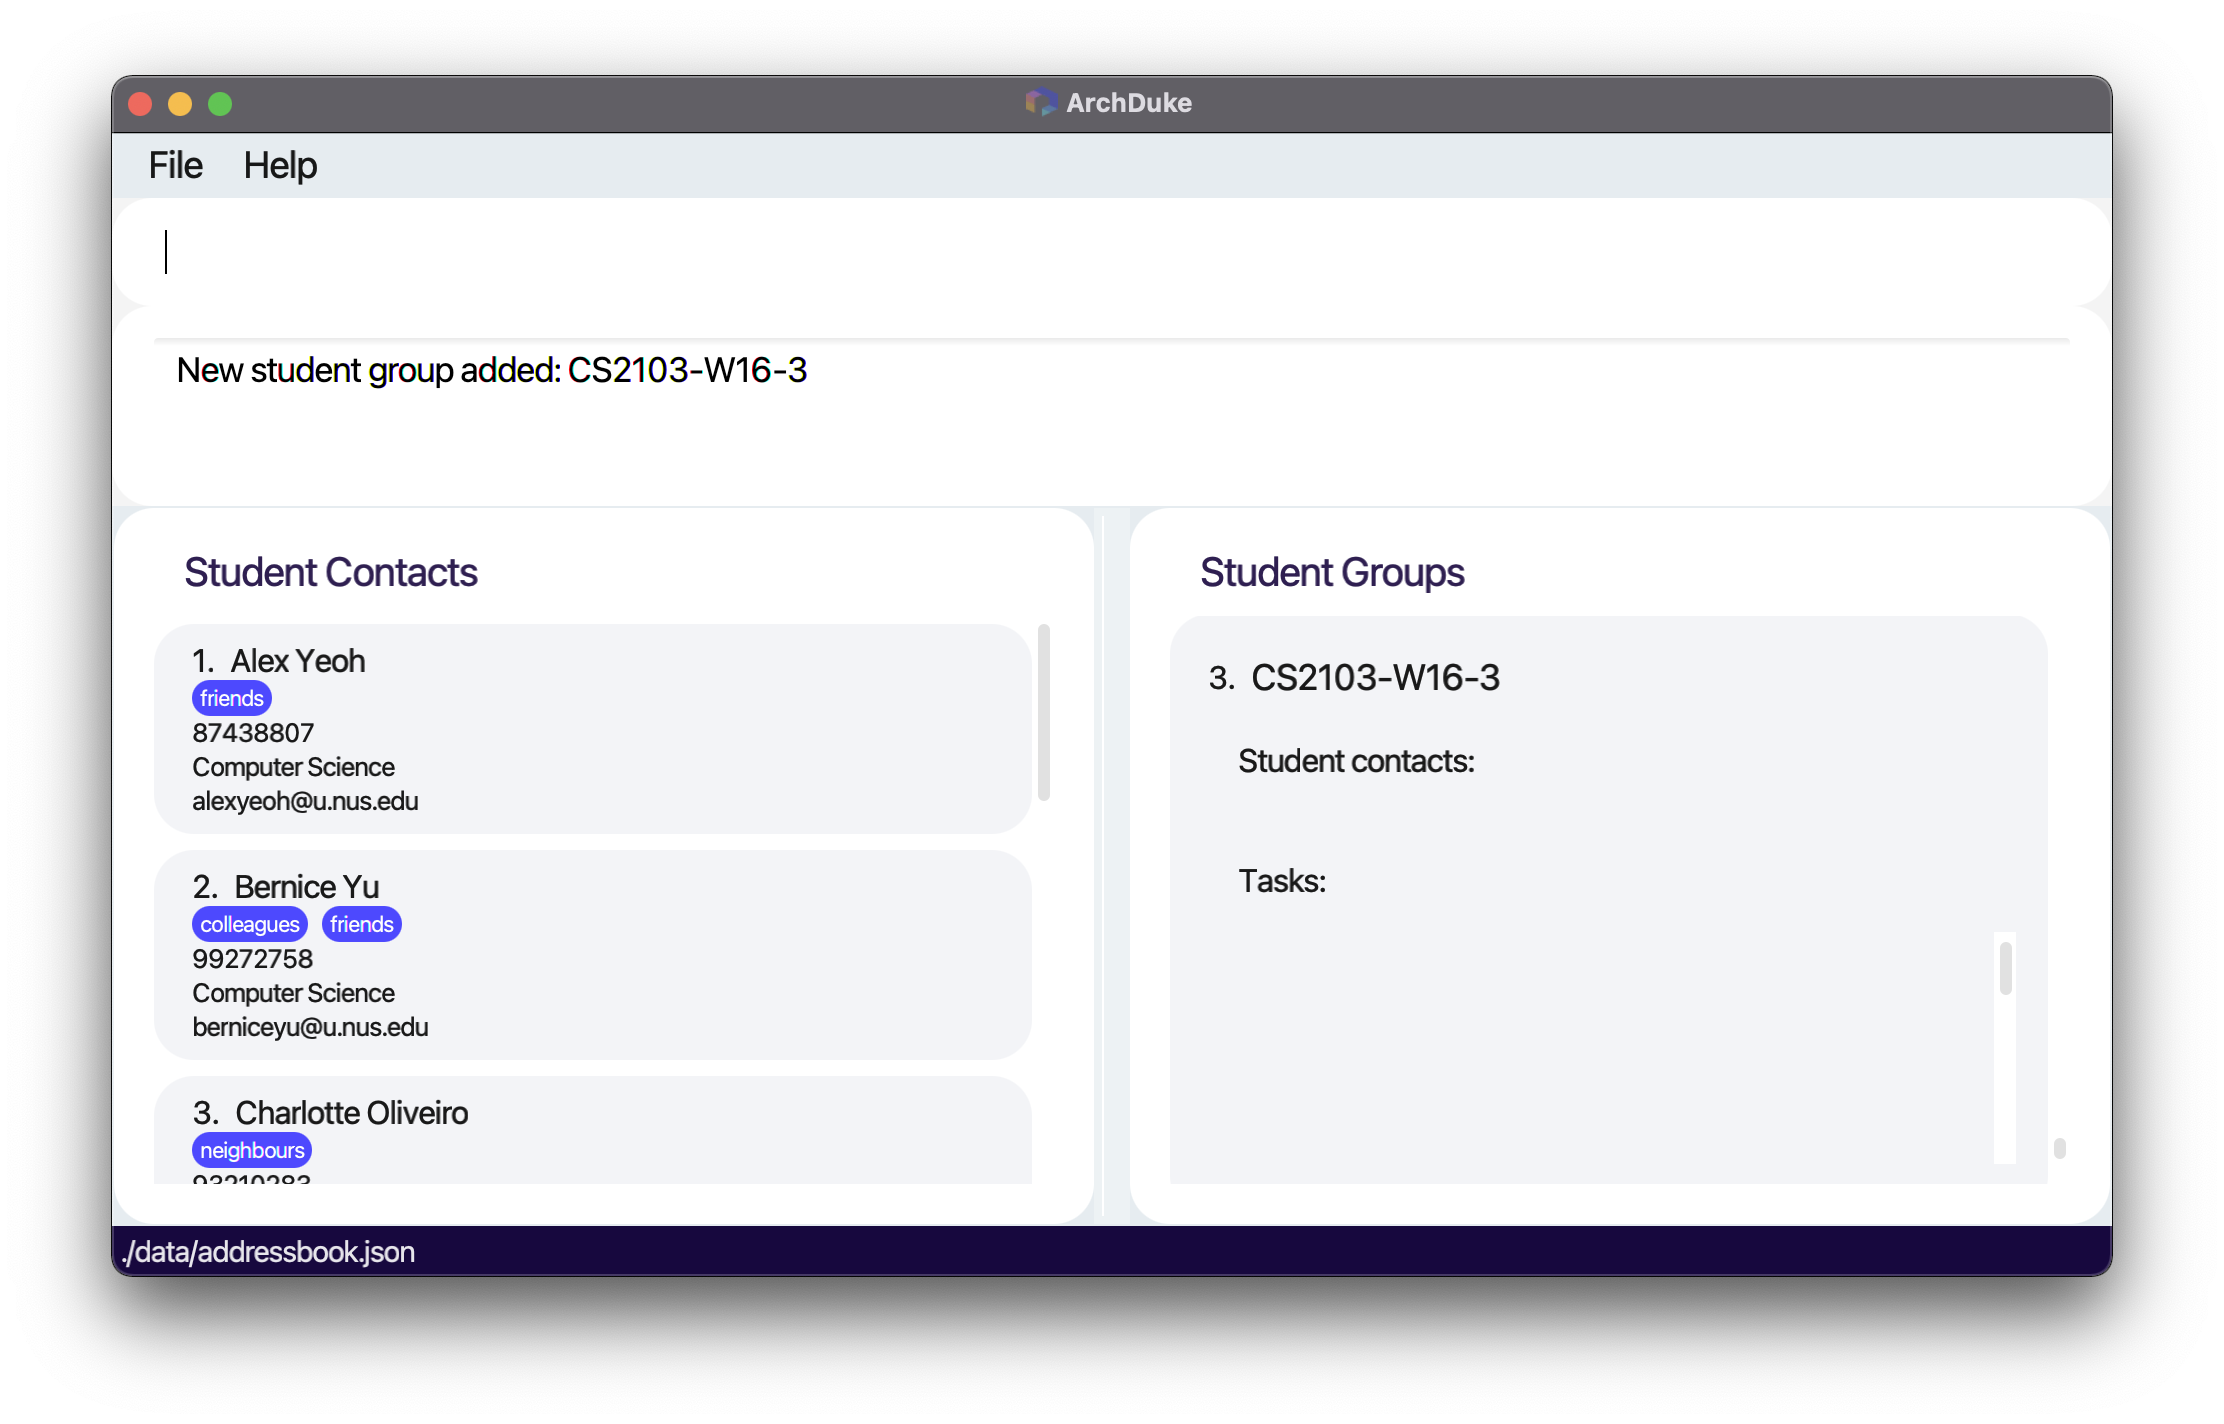 ArchDuke
File Help
New student group added: CS2103-W16-3
Student Contacts
1. Alex Yeoh
friends
87438807
Computer Science
alexyeoh@u.nus.edu
2. Bernice Yu
colleagues friends
99272758
Computer Science
berniceyu@u.nus.edu
3. Charlotte Oliveiro
neighbours
93210283
Student Groups
3. CS2103-W16-3
Student contacts:
Tasks:
./data/addressbook.json